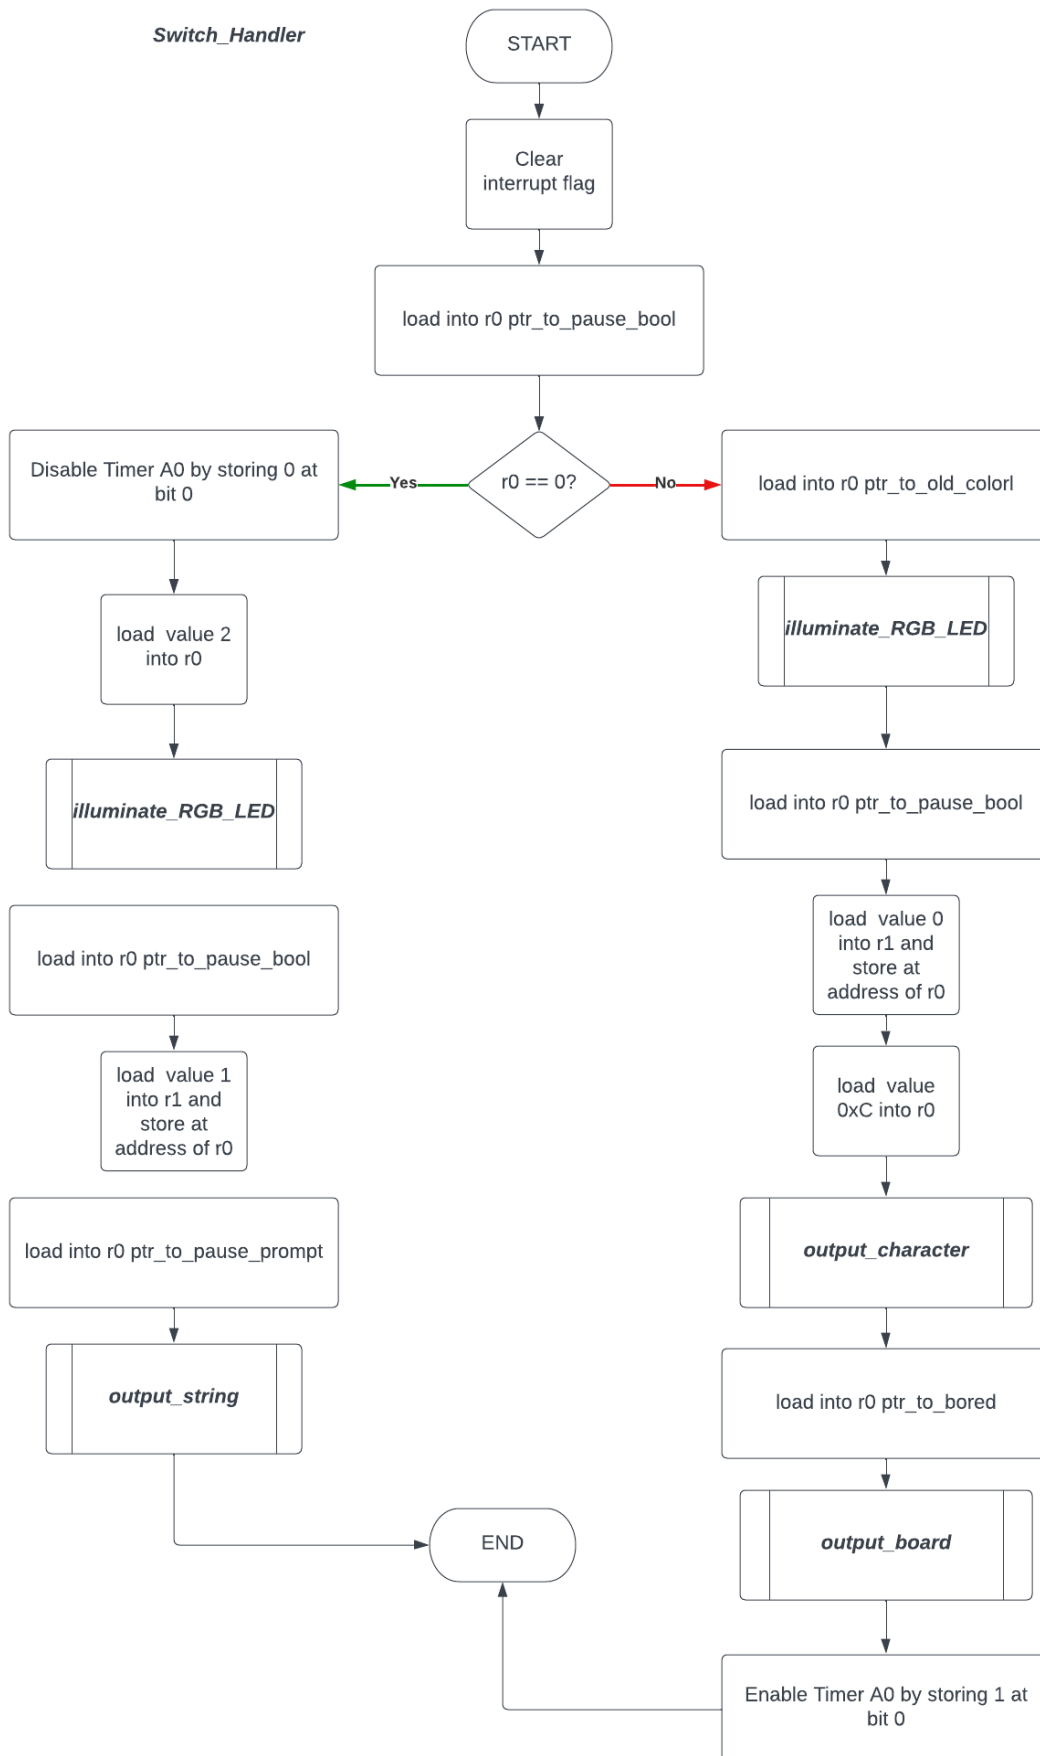 Switch_Handler
START
Clear
interrupt flag
load into r0 ptr_to_pause_bool
r0 == 0?
Yes
No
Disable Timer A0 by storing 0 at
bit 0
load  value 2
into r0
illuminate_RGB_LED
load into r0 ptr_to_pause_bool
load  value 1
into r1 and
store at
address of r0
load into r0 ptr_to_pause_prompt
output_string
load into r0 ptr_to_old_colorl
illuminate_RGB_LED
load into r0 ptr_to_pause_bool
load  value 0
into r1 and
store at
address of r0
load  value
0xC into r0
output_character
load into r0 ptr_to_bored
output_board
Enable Timer A0 by storing 1 at
bit 0
END